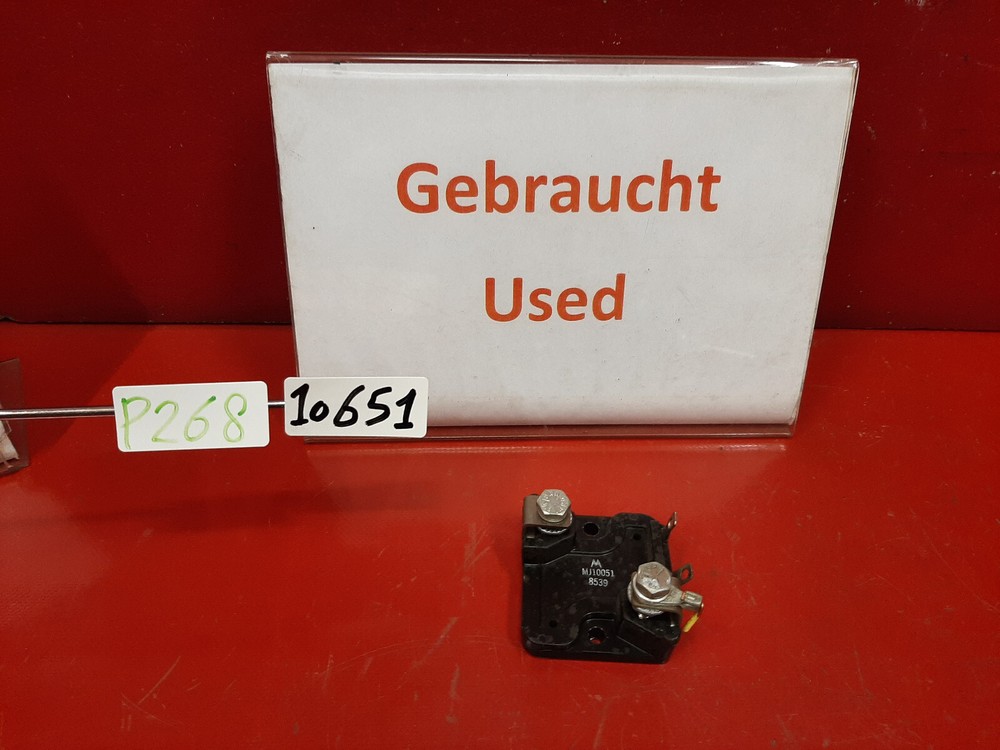 Gebraucht
Used
P268
10651
MJ10051
8539